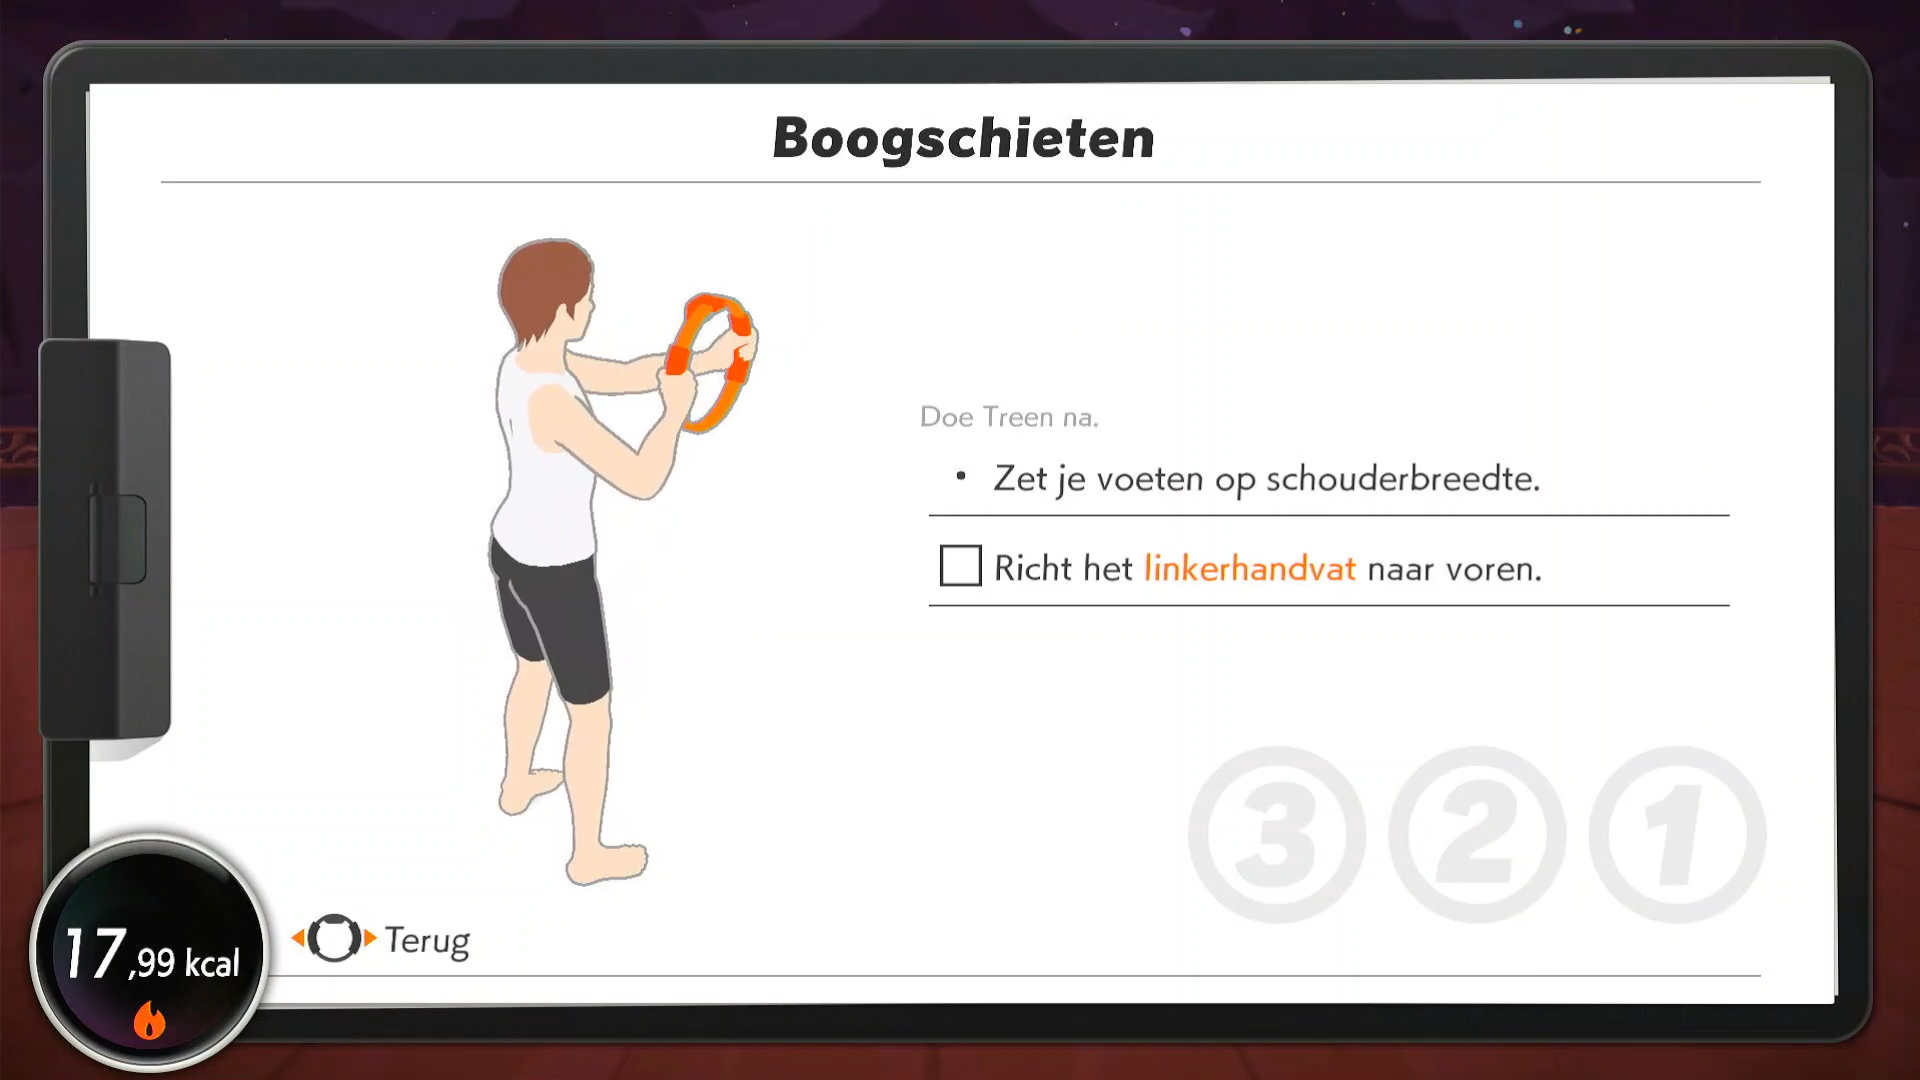 Boogschieten
Doe Treen na.
• Zet je voeten op schouderbreedte.
Richt het linkerhandvat naar voren.
3 2 1
Terug
17,99 kcal